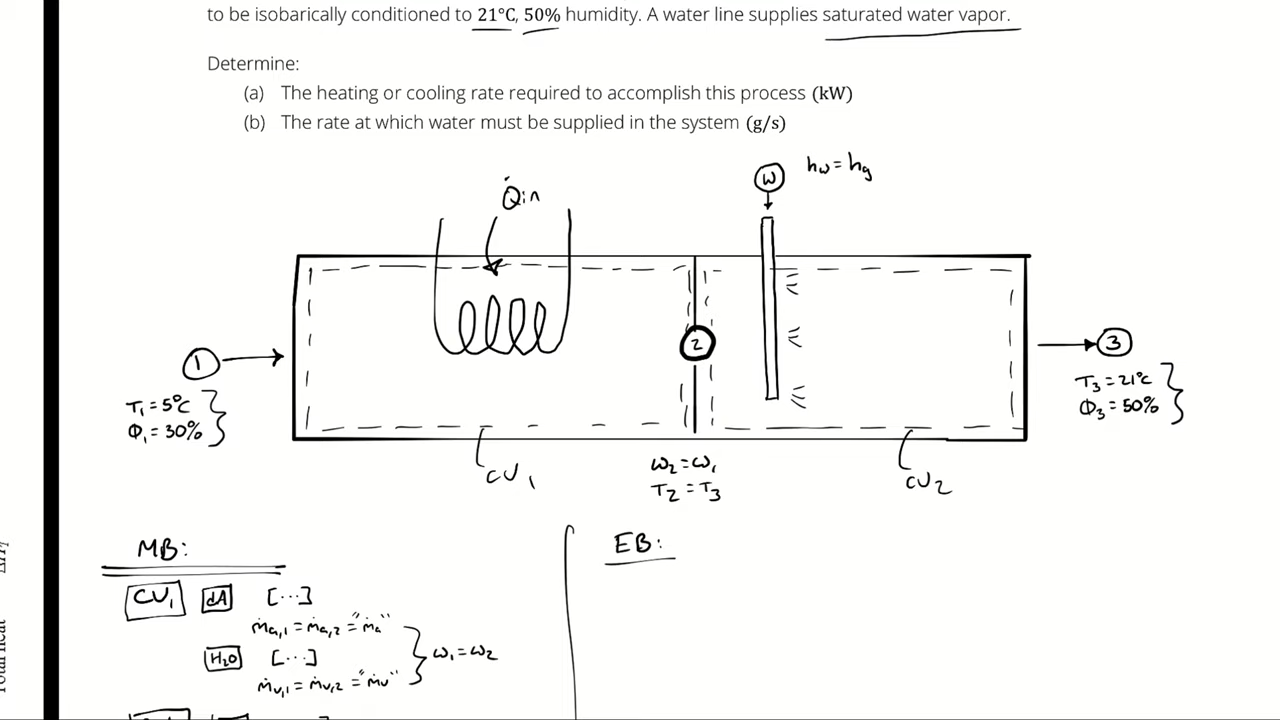 to be isobarically conditioned to 21°C, 50% humidity. A water line supplies saturated water vapor.
Determine:
(a) The heating or cooling rate required to accomplish this process (kW)
(b) The rate at which water must be supplied in the system (g/s)
Q̇in
W
hw=hg
1
T1=5°C
Φ1=30%
2
3
T3=21°C
Φ3=50%
ω2=ω1
T2=T3
CV1
CV2
MB:
EB:
CV1 dA [...]
ṁa,1 = ṁa,2 = "ṁa"
H2O [...]
ω1=ω2
ṁv,1 = ṁv,2 = "ṁv"